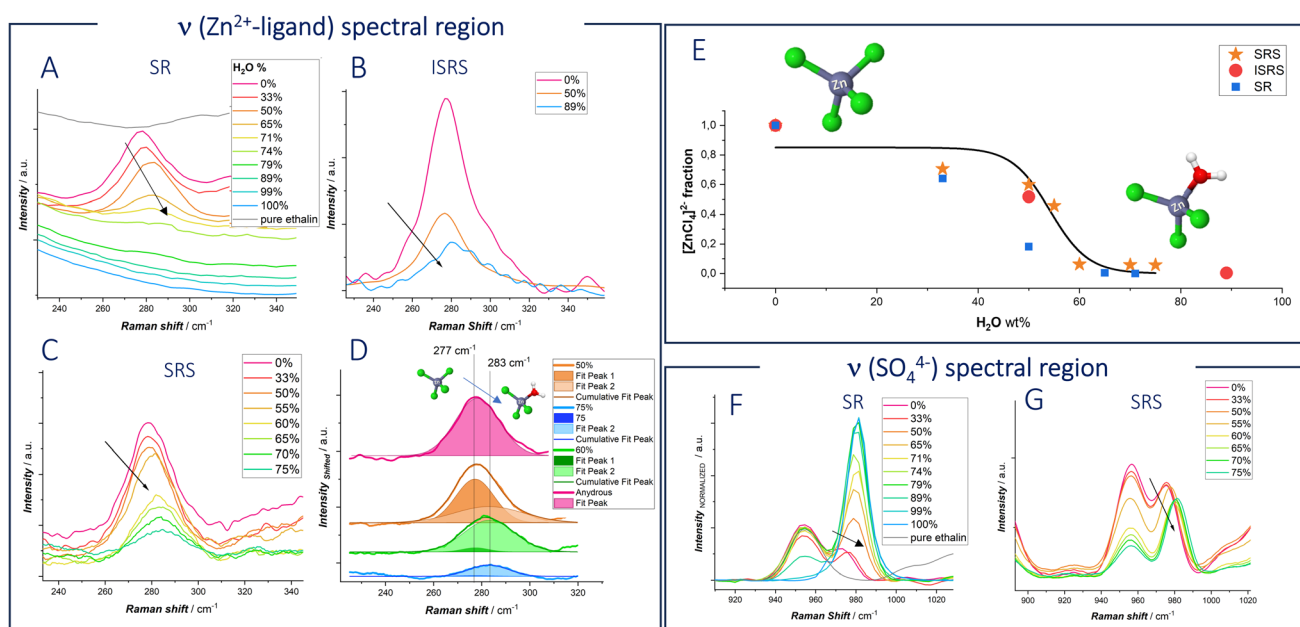 ν (Zn²⁺-ligand) spectral region
A
SR
H₂O %
0%
33%
50%
65%
71%
74%
79%
89%
99%
100%
pure ethalin
Intensity / a.u.
240 260 280 300 320 340
Raman shift / cm⁻¹
B
ISRS
0%
50%
89%
Intensity / a.u.
240 260 280 300 320 340
Raman Shift / cm⁻¹
C
SRS
0%
33%
50%
55%
60%
65%
70%
75%
Intensity / a.u.
240 260 280 300 320 340
Raman shift / cm⁻¹
D
277 cm⁻¹
283 cm⁻¹
50%
Fit Peak 1
Fit Peak 2
Cumulative Fit Peak
75%
75
Fit Peak 2
Cumulative Fit Peak
60%
Fit Peak 1
Fit Peak 2
Cumulative Fit Peak
Anydrous
Fit Peak
Intensity Shifted / a.u.
220 240 260 280 300 320
Raman shift / cm⁻¹
E
Zn
SRS
ISRS
SR
Zn
1,0
0,8
0,6
0,4
0,2
0,0
[ZnCl₄]²⁻ fraction
0 20 40 60 80 100
H₂O wt%
ν (SO₄⁴⁻) spectral region
F
SR
0%
33%
50%
65%
71%
74%
79%
89%
99%
100%
pure ethalin
Intensity NORMALIZED / a.u.
920 940 960 980 1000 1020
Raman shift / cm⁻¹
G
SRS
0%
33%
50%
55%
60%
65%
70%
75%
Intensity / a.u.
900 920 940 960 980 1000 1020
Raman shift / cm⁻¹